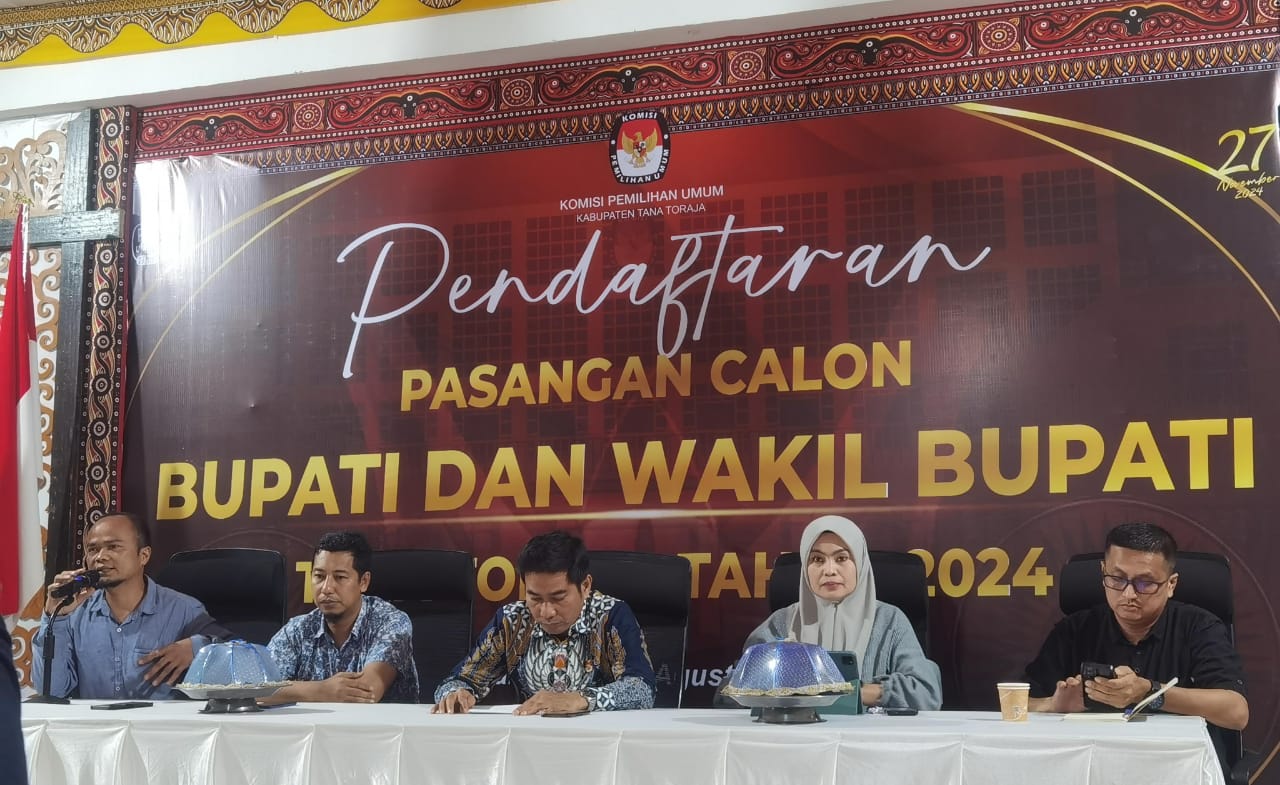 KOMISI
PEMILIHAN UMUM
KOMISI PEMILIHAN UMUM
KABUPATEN TANA TORAJA
27
November
2024
Pendaftaran
PASANGAN CALON
BUPATI DAN WAKIL BUPATI
2024